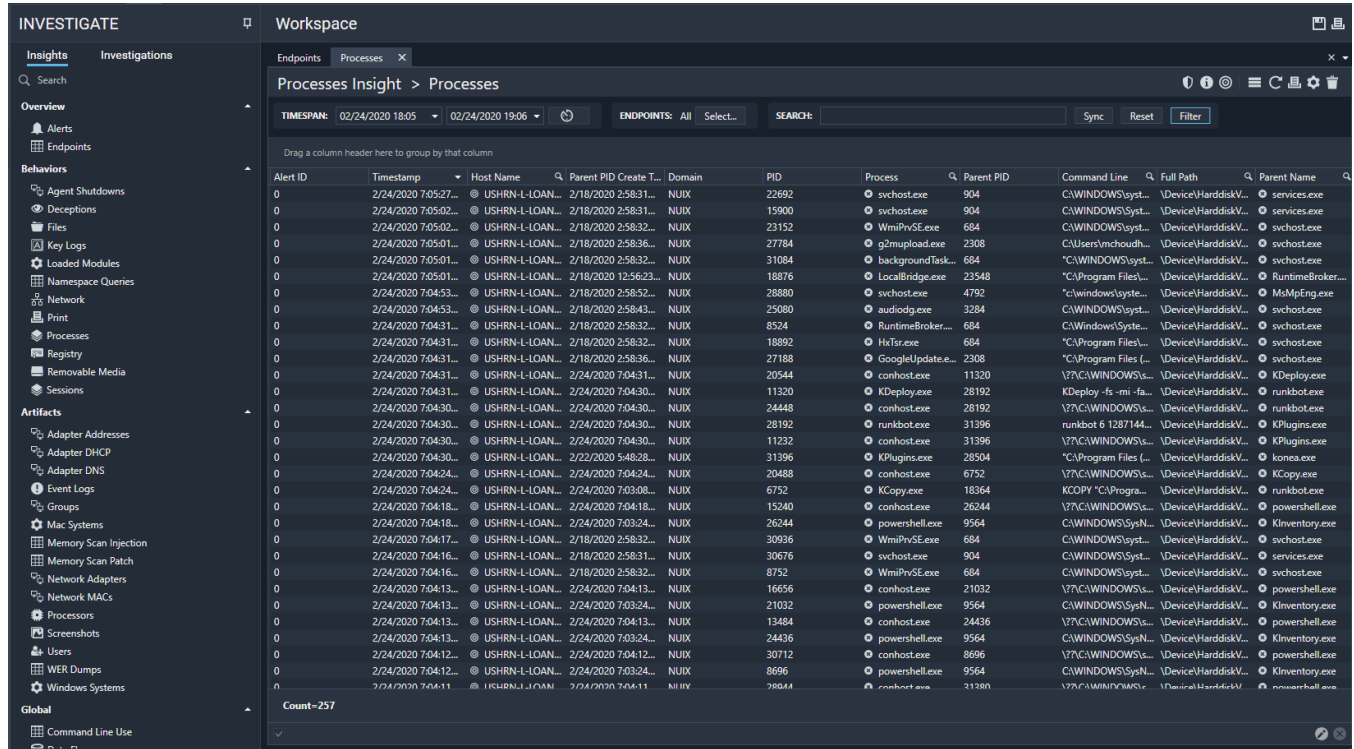 INVESTIGATE
Workspace
Insights Investigations
Search
Overview
Alerts
Endpoints
Behaviors
Agent Shutdowns
Deceptions
Files
Key Logs
Loaded Modules
Namespace Queries
Network
Print
Processes
Registry
Removable Media
Sessions
Artifacts
Adapter Addresses
Adapter DHCP
Adapter DNS
Event Logs
Groups
Mac Systems
Memory Scan Injection
Memory Scan Patch
Network Adapters
Network MACs
Processors
Screenshots
Users
WER Dumps
Windows Systems
Global
Command Line Use
Endpoints Processes
Processes Insight > Processes
TIMESPAN: 02/24/2020 18:05 02/24/2020 19:06 ENDPOINTS: All Select... SEARCH: Sync Reset Filter
Drag a column header here to group by that column
Alert ID Timestamp Host Name Parent PID Create T... Domain PID Process Parent PID Command Line Full Path Parent Name
0 2/24/2020 7:05:27... USHRN-L-LOAN... 2/18/2020 2:58:31... NUIX 22692 svchost.exe 904 C:\WINDOWS\syst... \Device\HarddiskV... services.exe
0 2/24/2020 7:05:02... USHRN-L-LOAN... 2/18/2020 2:58:31... NUIX 15900 svchost.exe 904 C:\WINDOWS\Syst... \Device\HarddiskV... services.exe
0 2/24/2020 7:05:02... USHRN-L-LOAN... 2/18/2020 2:58:32... NUIX 23152 WmiPrvSE.exe 684 C:\WINDOWS\syst... \Device\HarddiskV... svchost.exe
0 2/24/2020 7:05:01... USHRN-L-LOAN... 2/18/2020 2:58:36... NUIX 27784 g2mupload.exe 2308 C:\Users\mchoudh... \Device\HarddiskV... svchost.exe
0 2/24/2020 7:05:01... USHRN-L-LOAN... 2/18/2020 2:58:32... NUIX 31084 backgroundTask... 684 "C:\WINDOWS\syst... \Device\HarddiskV... svchost.exe
0 2/24/2020 7:05:01... USHRN-L-LOAN... 2/18/2020 12:56:23... NUIX 18876 LocalBridge.exe 23548 "C:\Program Files\... \Device\HarddiskV... RuntimeBroker....
0 2/24/2020 7:04:53... USHRN-L-LOAN... 2/18/2020 2:58:52... NUIX 28880 svchost.exe 4792 "c:\windows\syste... \Device\HarddiskV... MsMpEng.exe
0 2/24/2020 7:04:53... USHRN-L-LOAN... 2/18/2020 2:58:43... NUIX 25080 audiodg.exe 3284 C:\WINDOWS\syst... \Device\HarddiskV... svchost.exe
0 2/24/2020 7:04:31... USHRN-L-LOAN... 2/18/2020 2:58:32... NUIX 8524 RuntimeBroker.... 684 C:\Windows\Syste... \Device\HarddiskV... svchost.exe
0 2/24/2020 7:04:31... USHRN-L-LOAN... 2/18/2020 2:58:32... NUIX 18892 HxTsr.exe 684 "C:\Program Files\... \Device\HarddiskV... svchost.exe
0 2/24/2020 7:04:31... USHRN-L-LOAN... 2/18/2020 2:58:36... NUIX 27188 GoogleUpdate.e... 2308 "C:\Program Files (... \Device\HarddiskV... svchost.exe
0 2/24/2020 7:04:31... USHRN-L-LOAN... 2/24/2020 7:04:31... NUIX 20544 conhost.exe 11320 \??\C:\WINDOWS\s... \Device\HarddiskV... KDeploy.exe
0 2/24/2020 7:04:31... USHRN-L-LOAN... 2/24/2020 7:04:30... NUIX 11320 KDeploy.exe 28192 KDeploy -fs -mi -fa... \Device\HarddiskV... runkbot.exe
0 2/24/2020 7:04:30... USHRN-L-LOAN... 2/24/2020 7:04:30... NUIX 24448 conhost.exe 28192 \??\C:\WINDOWS\s... \Device\HarddiskV... runkbot.exe
0 2/24/2020 7:04:30... USHRN-L-LOAN... 2/24/2020 7:04:30... NUIX 28192 runkbot.exe 31396 runkbot 6 1287144... \Device\HarddiskV... KPlugins.exe
0 2/24/2020 7:04:30... USHRN-L-LOAN... 2/24/2020 7:04:30... NUIX 11232 conhost.exe 31396 \??\C:\WINDOWS\s... \Device\HarddiskV... KPlugins.exe
0 2/24/2020 7:04:30... USHRN-L-LOAN... 2/22/2020 5:48:28... NUIX 31396 KPlugins.exe 28504 "C:\Program Files (... \Device\HarddiskV... konea.exe
0 2/24/2020 7:04:24... USHRN-L-LOAN... 2/24/2020 7:04:24... NUIX 20488 conhost.exe 6752 \??\C:\WINDOWS\s... \Device\HarddiskV... KCopy.exe
0 2/24/2020 7:04:24... USHRN-L-LOAN... 2/24/2020 7:03:08... NUIX 6752 KCopy.exe 18364 KCOPY "C:\Progra... \Device\HarddiskV... runkbot.exe
0 2/24/2020 7:04:18... USHRN-L-LOAN... 2/24/2020 7:04:18... NUIX 15240 conhost.exe 26244 \??\C:\WINDOWS\s... \Device\HarddiskV... powershell.exe
0 2/24/2020 7:04:18... USHRN-L-LOAN... 2/24/2020 7:03:24... NUIX 26244 powershell.exe 9564 C:\WINDOWS\SysN... \Device\HarddiskV... KInventory.exe
0 2/24/2020 7:04:17... USHRN-L-LOAN... 2/18/2020 2:58:32... NUIX 30936 WmiPrvSE.exe 684 C:\WINDOWS\syst... \Device\HarddiskV... svchost.exe
0 2/24/2020 7:04:16... USHRN-L-LOAN... 2/18/2020 2:58:31... NUIX 30676 svchost.exe 904 C:\WINDOWS\Syst... \Device\HarddiskV... services.exe
0 2/24/2020 7:04:16... USHRN-L-LOAN... 2/18/2020 2:58:32... NUIX 8752 WmiPrvSE.exe 684 C:\WINDOWS\syst... \Device\HarddiskV... svchost.exe
0 2/24/2020 7:04:13... USHRN-L-LOAN... 2/24/2020 7:04:13... NUIX 16656 conhost.exe 21032 \??\C:\WINDOWS\s... \Device\HarddiskV... powershell.exe
0 2/24/2020 7:04:13... USHRN-L-LOAN... 2/24/2020 7:03:24... NUIX 21032 powershell.exe 9564 C:\WINDOWS\SysN... \Device\HarddiskV... KInventory.exe
0 2/24/2020 7:04:13... USHRN-L-LOAN... 2/24/2020 7:04:13... NUIX 13484 conhost.exe 24436 \??\C:\WINDOWS\s... \Device\HarddiskV... powershell.exe
0 2/24/2020 7:04:13... USHRN-L-LOAN... 2/24/2020 7:03:24... NUIX 24436 powershell.exe 9564 C:\WINDOWS\SysN... \Device\HarddiskV... KInventory.exe
0 2/24/2020 7:04:12... USHRN-L-LOAN... 2/24/2020 7:04:12... NUIX 30712 conhost.exe 8696 \??\C:\WINDOWS\s... \Device\HarddiskV... powershell.exe
0 2/24/2020 7:04:12... USHRN-L-LOAN... 2/24/2020 7:03:24... NUIX 8696 powershell.exe 9564 C:\WINDOWS\SysN... \Device\HarddiskV... KInventory.exe
0 2/24/2020 7:04:11... USHRN-L-LOAN... 2/24/2020 7:04:11... NUIX 28944 conhost.exe 31380 \??\C:\WINDOWS\s... \Device\HarddiskV... powershell.exe
Count=257